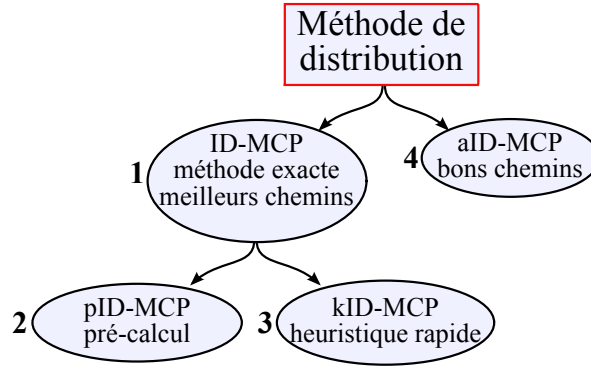 Méthode de
distribution
1
ID-MCP
méthode exacte
meilleurs chemins
4
aID-MCP
bons chemins
2
pID-MCP
pré-calcul
3
kID-MCP
heuristique rapide